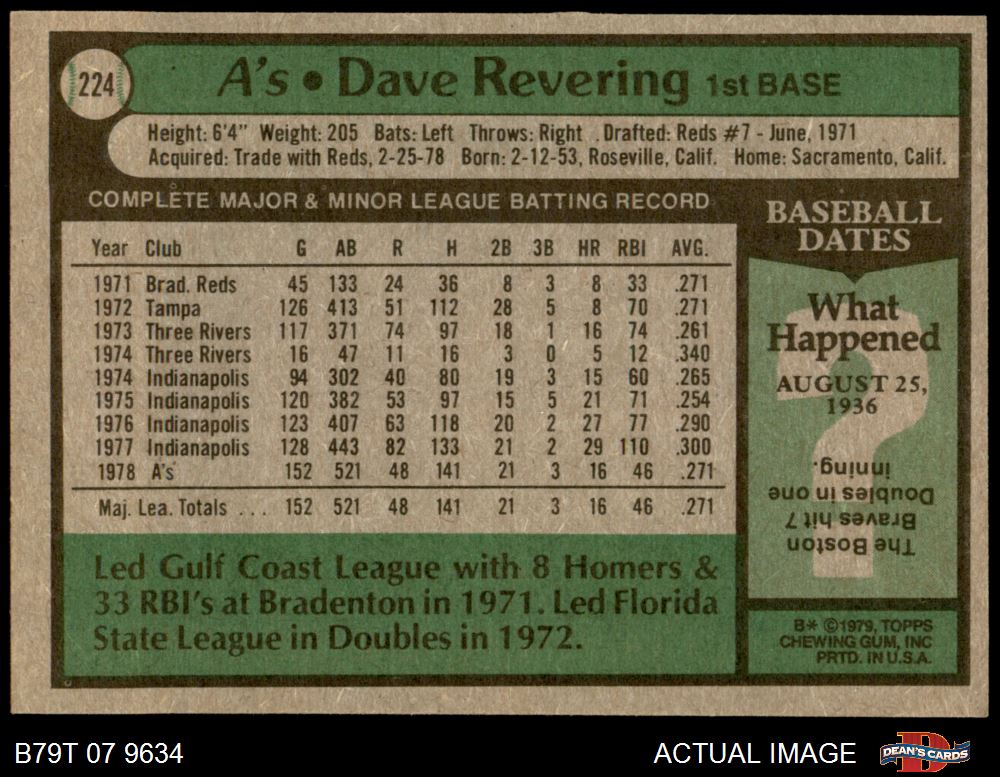 224
A's • Dave Revering 1st BASE
Height: 6'4" Weight: 205 Bats: Left Throws: Right Drafted: Reds #7 - June, 1971
Acquired: Trade with Reds, 2-25-78 Born: 2-12-53, Roseville, Calif. Home: Sacramento, Calif.
COMPLETE MAJOR & MINOR LEAGUE BATTING RECORD
Year Club G AB R H 2B 3B HR RBI AVG.
1971 Brad. Reds 45 133 24 36 8 3 8 33 .271
1972 Tampa 126 413 51 112 28 5 8 70 .271
1973 Three Rivers 117 371 74 97 18 1 16 74 .261
1974 Three Rivers 16 47 11 16 3 0 5 12 .340
1974 Indianapolis 94 302 40 80 19 3 15 60 .265
1975 Indianapolis 120 382 53 97 15 5 21 71 .254
1976 Indianapolis 123 407 63 118 20 2 27 77 .290
1977 Indianapolis 128 443 82 133 21 2 29 110 .300
1978 A's 152 521 48 141 21 3 16 46 .271
Maj. Lea. Totals ... 152 521 48 141 21 3 16 46 .271
Led Gulf Coast League with 8 Homers &
33 RBI's at Bradenton in 1971. Led Florida
State League in Doubles in 1972.
BASEBALL
DATES
What
Happened
AUGUST 25,
1936
?
The Boston
Braves hit 7
Doubles in one
inning.
B* ©1979, TOPPS
CHEWING GUM, INC
PRTD. IN U.S.A.
B79T 07 9634
ACTUAL IMAGE
D
DEAN'S CARDS